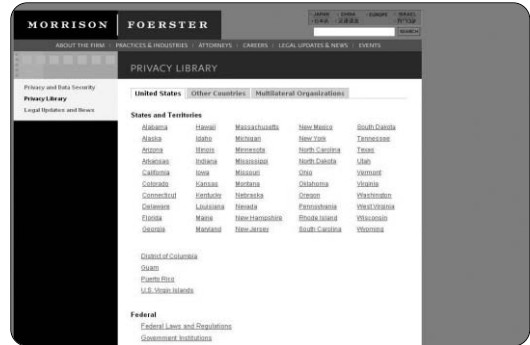 MORRISON FOERSTER
JAPAN CHINA EUROPE
SEARCH
ABOUT THE FIRM PRACTICES & INDUSTRIES ATTORNEYS CAREERS LEGAL UPDATES & NEWS EVENTS
PRIVACY LIBRARY
Privacy and Data Security
Privacy Library
Legal Updates and News
United States Other Countries Multilateral Organizations
States and Territories
Alabama Hawaii Massachusetts New Mexico South Dakota
Alaska Idaho Michigan New York Tennessee
Arizona Illinois Minnesota North Carolina Texas
Arkansas Indiana Mississippi North Dakota Utah
California Iowa Missouri Ohio Vermont
Colorado Kansas Montana Oklahoma Virginia
Connecticut Kentucky Nebraska Oregon Washington
Delaware Louisiana Nevada Pennsylvania West Virginia
Florida Maine New Hampshire Rhode Island Wisconsin
Georgia Maryland New Jersey South Carolina Wyoming
District of Columbia
Guam
Puerto Rico
U.S. Virgin Islands
Federal
Federal Laws and Regulations
Government Institutions